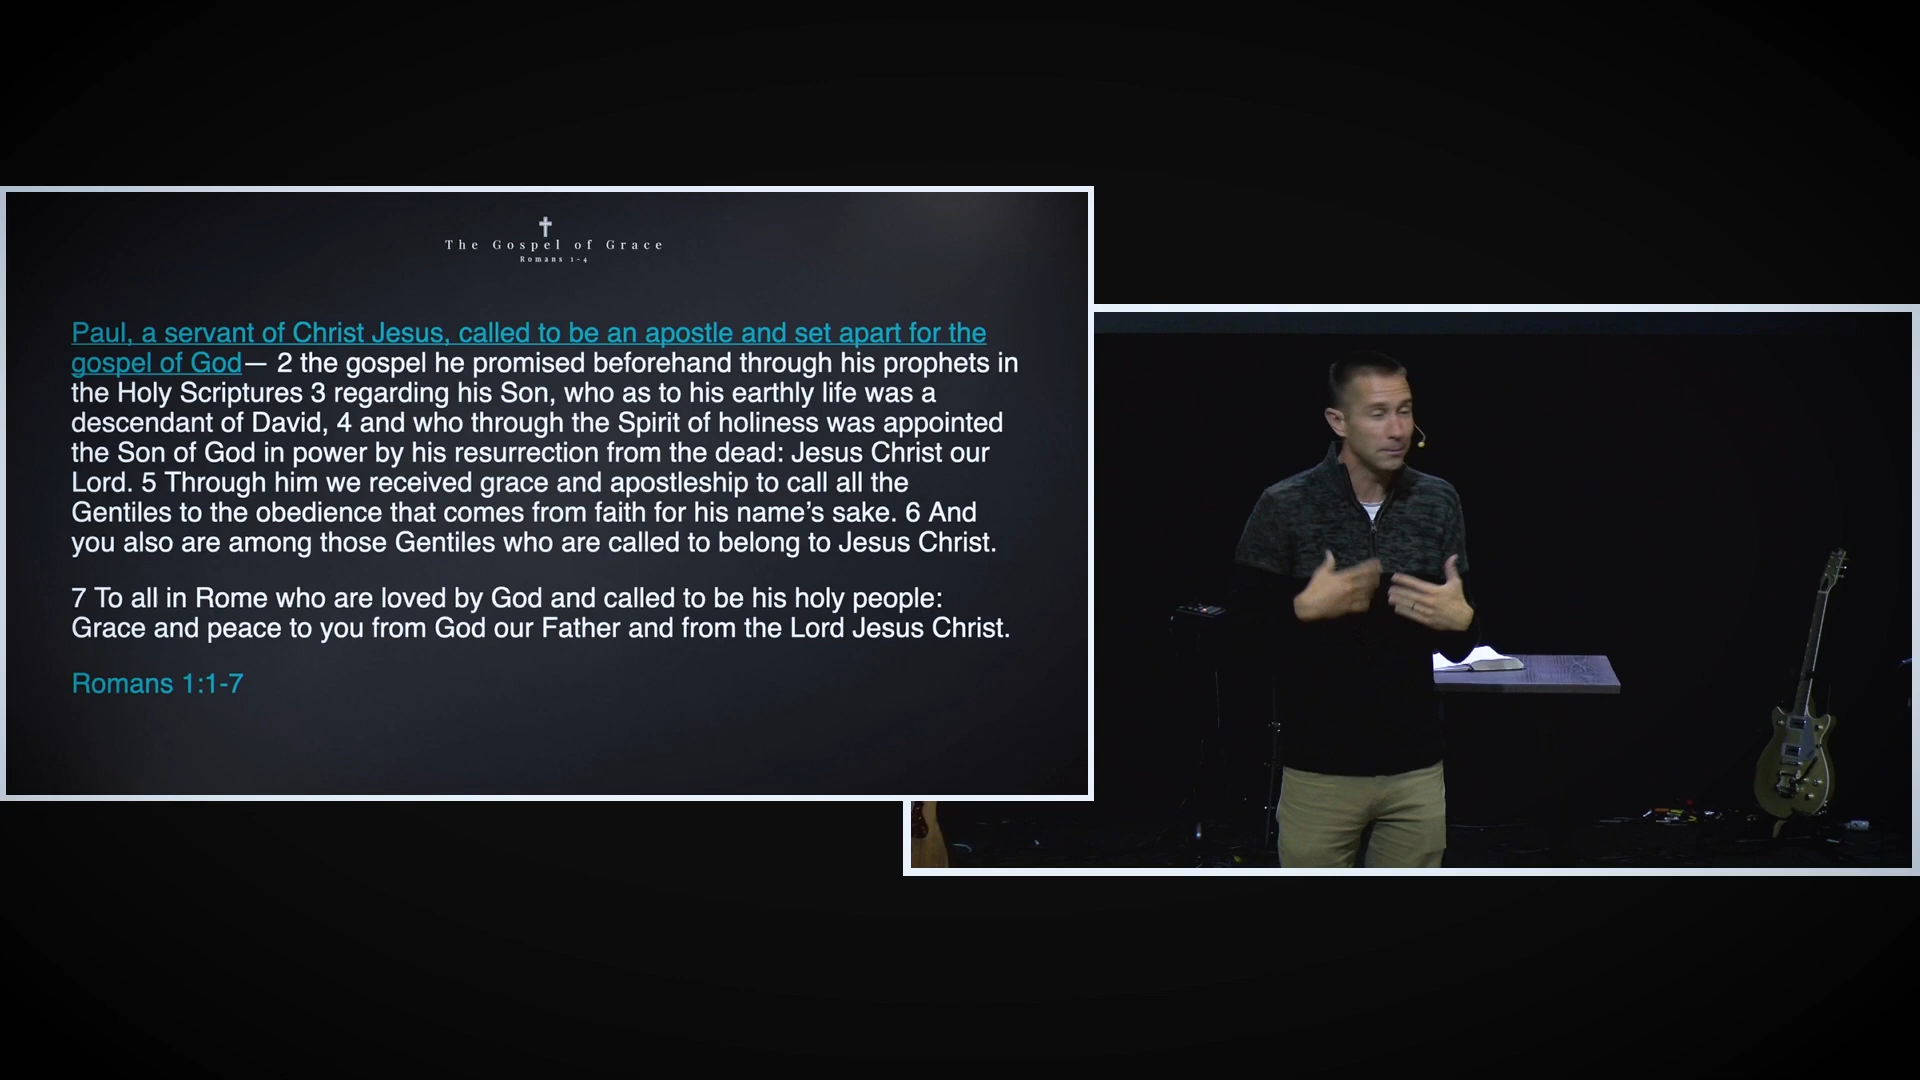 The Gospel of Grace
Romans 1-4
Paul, a servant of Christ Jesus, called to be an apostle and set apart for the
gospel of God— 2 the gospel he promised beforehand through his prophets in
the Holy Scriptures 3 regarding his Son, who as to his earthly life was a
descendant of David, 4 and who through the Spirit of holiness was appointed
the Son of God in power by his resurrection from the dead: Jesus Christ our
Lord. 5 Through him we received grace and apostleship to call all the
Gentiles to the obedience that comes from faith for his name’s sake. 6 And
you also are among those Gentiles who are called to belong to Jesus Christ.
7 To all in Rome who are loved by God and called to be his holy people:
Grace and peace to you from God our Father and from the Lord Jesus Christ.
Romans 1:1-7